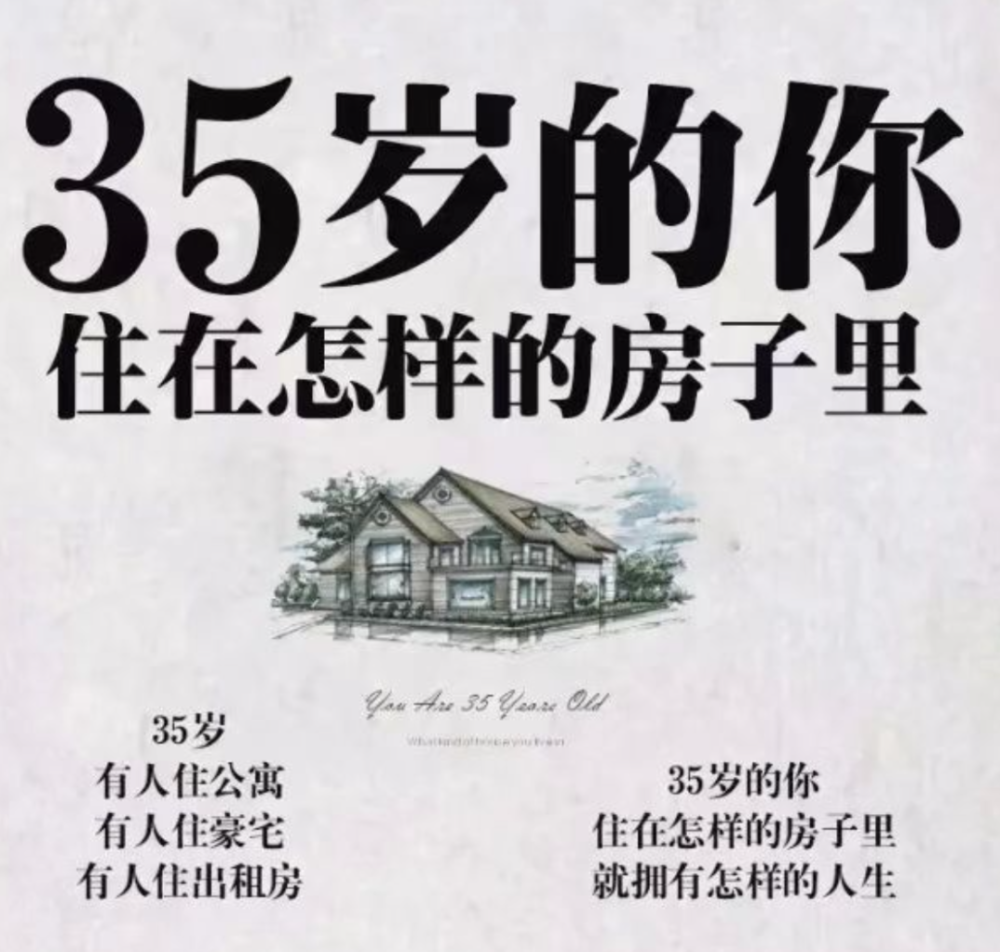 35岁的你
住在怎样的房子里
You Are 35 Years Old
35岁
有人住公寓
有人住豪宅
有人住出租房
35岁的你
住在怎样的房子里
就拥有怎样的人生